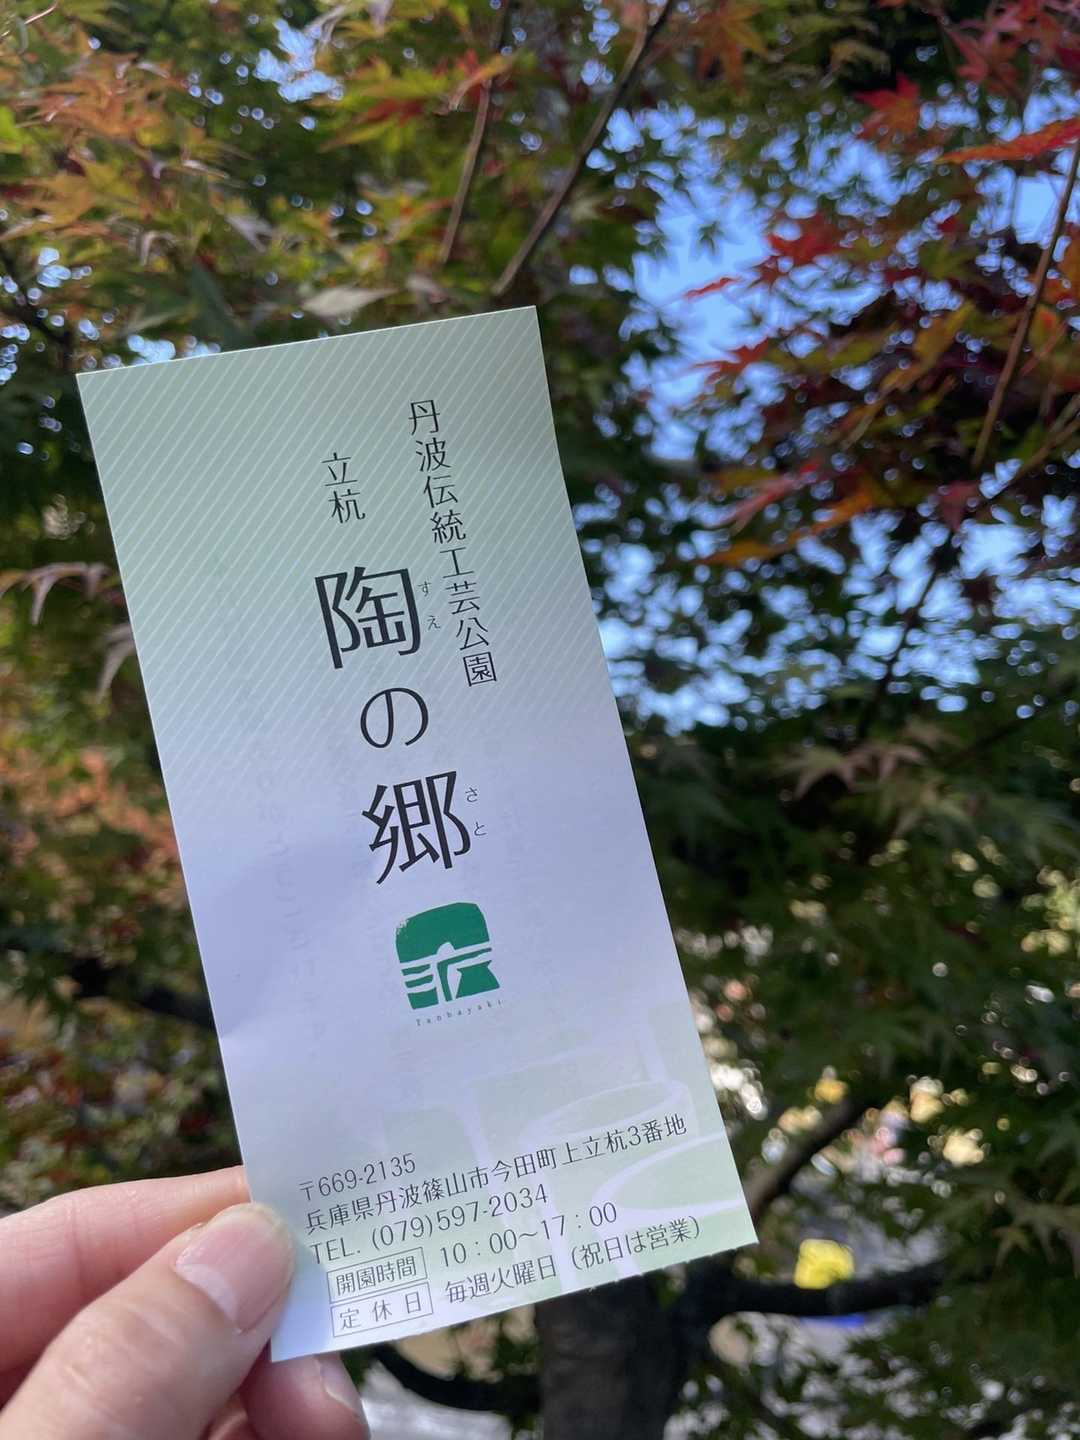 丹波伝統工芸公園
立杭
陶の郷
すえ
さと
Tanbayaki
〒669-2135
兵庫県丹波篠山市今田町上立杭3番地
TEL. (079)597-2034
開園時間 10:00~17:00
定休日 毎週火曜日（祝日は営業）